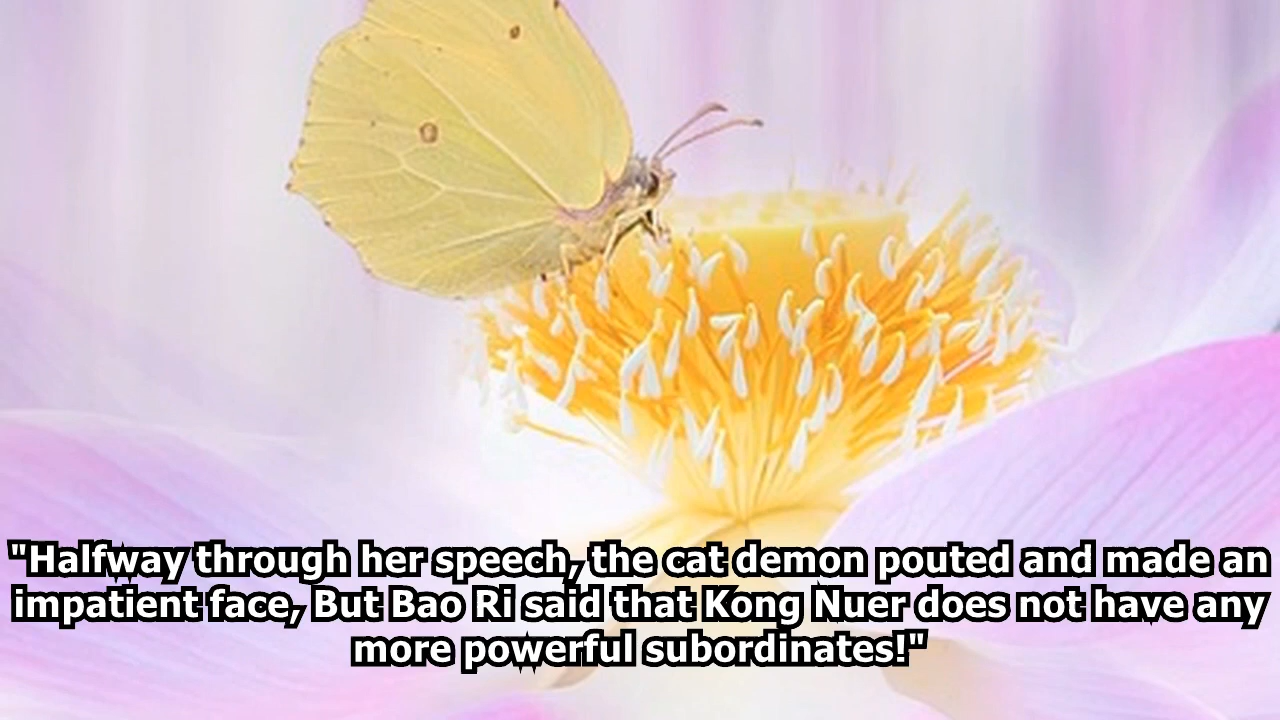 "Halfway through her speech, the cat demon pouted and made an
impatient face, But Bao Ri said that Kong Nuer does not have any
more powerful subordinates!"